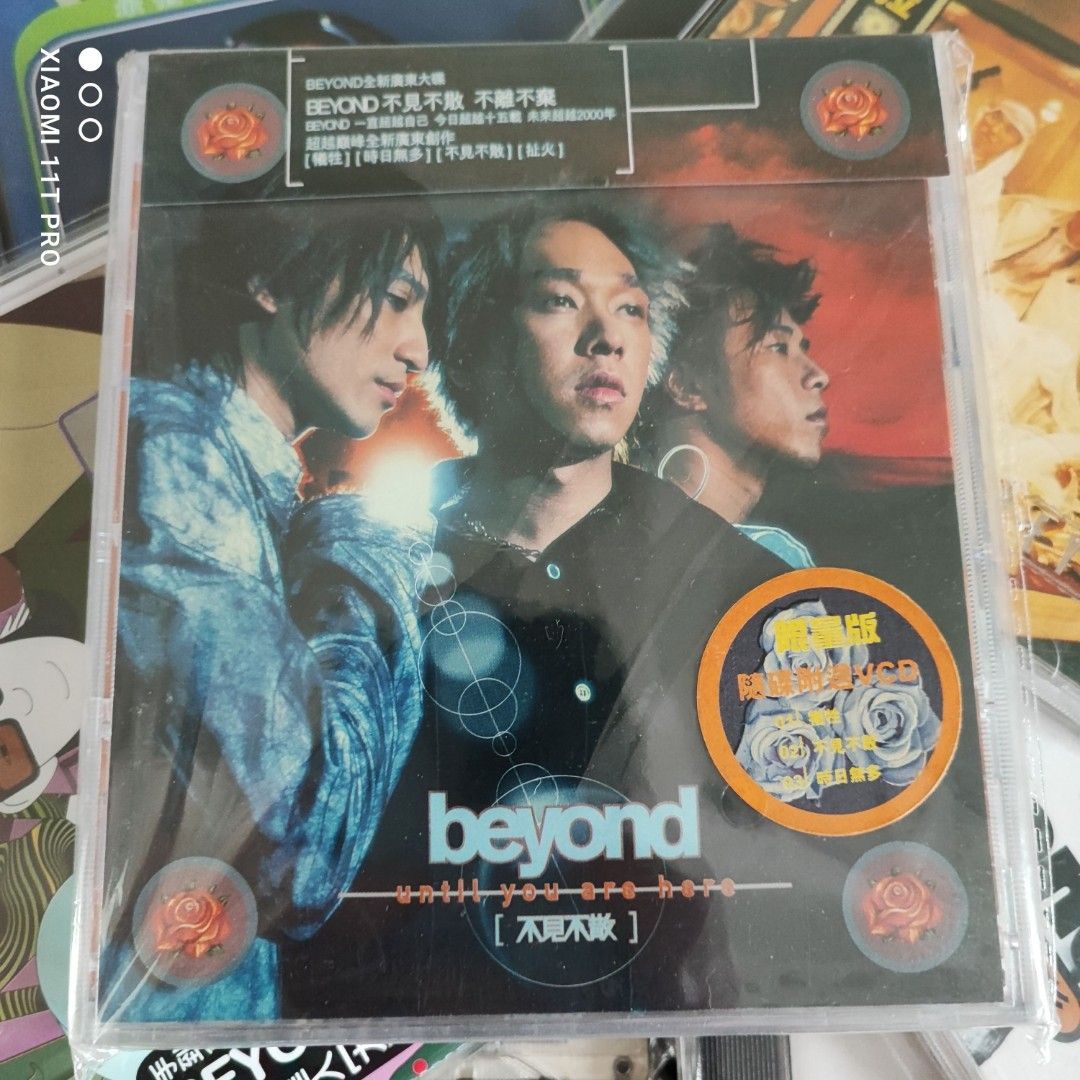 XIAOMI 11T PRO
BEYOND全新廣東大碟
BEYOND 不見不散 不離不棄
BEYOND 一直超越自己 今日超越十五載 未來超越2000年
超越巔峰全新廣東創作
[犧牲] [時日無多] [不見不散] [扯火]
限量版
隨碟附送VCD
01) 犧牲
02) 不見不散
03) 時日無多
beyond
until you are here
[ 不見不散 ]